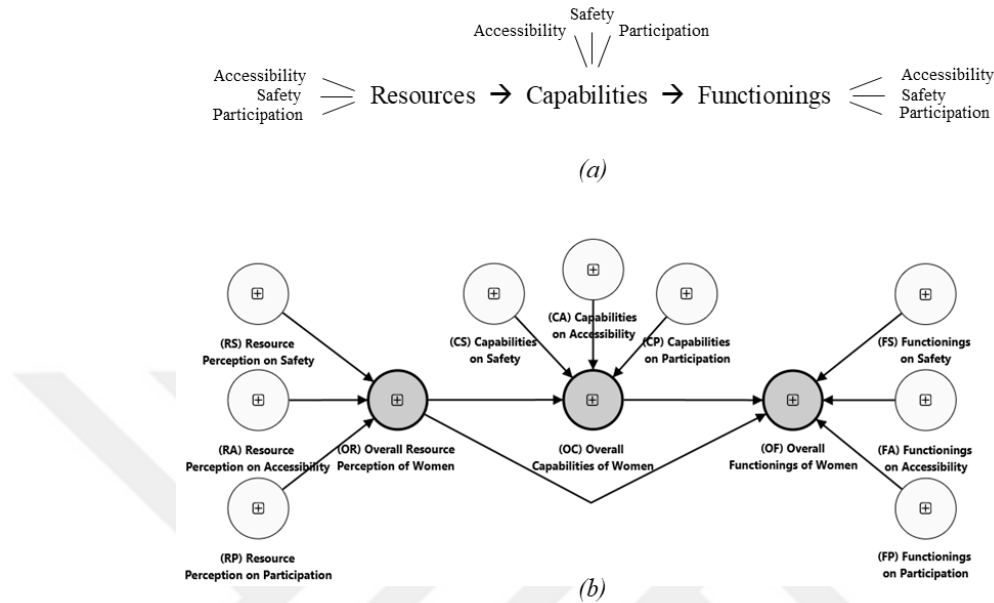 Safety
Accessibility
Participation
Accessibility
Safety
Participation
Resources → Capabilities → Functionings
Accessibility
Safety
Participation
(a)
(RS) Resource
Perception on Safety
(CS) Capabilities
on Safety
(CA) Capabilities
on Accessibility
(CP) Capabilities
on Participation
(FS) Functionings
on Safety
(RA) Resource
Perception on Accessibility
(OR) Overall Resource
Perception of Women
(OC) Overall
Capabilities of Women
(OF) Overall
Functionings of Women
(FA) Functionings
on Accessibility
(RP) Resource
Perception on Participation
(FP) Functionings
on Participation
(b)